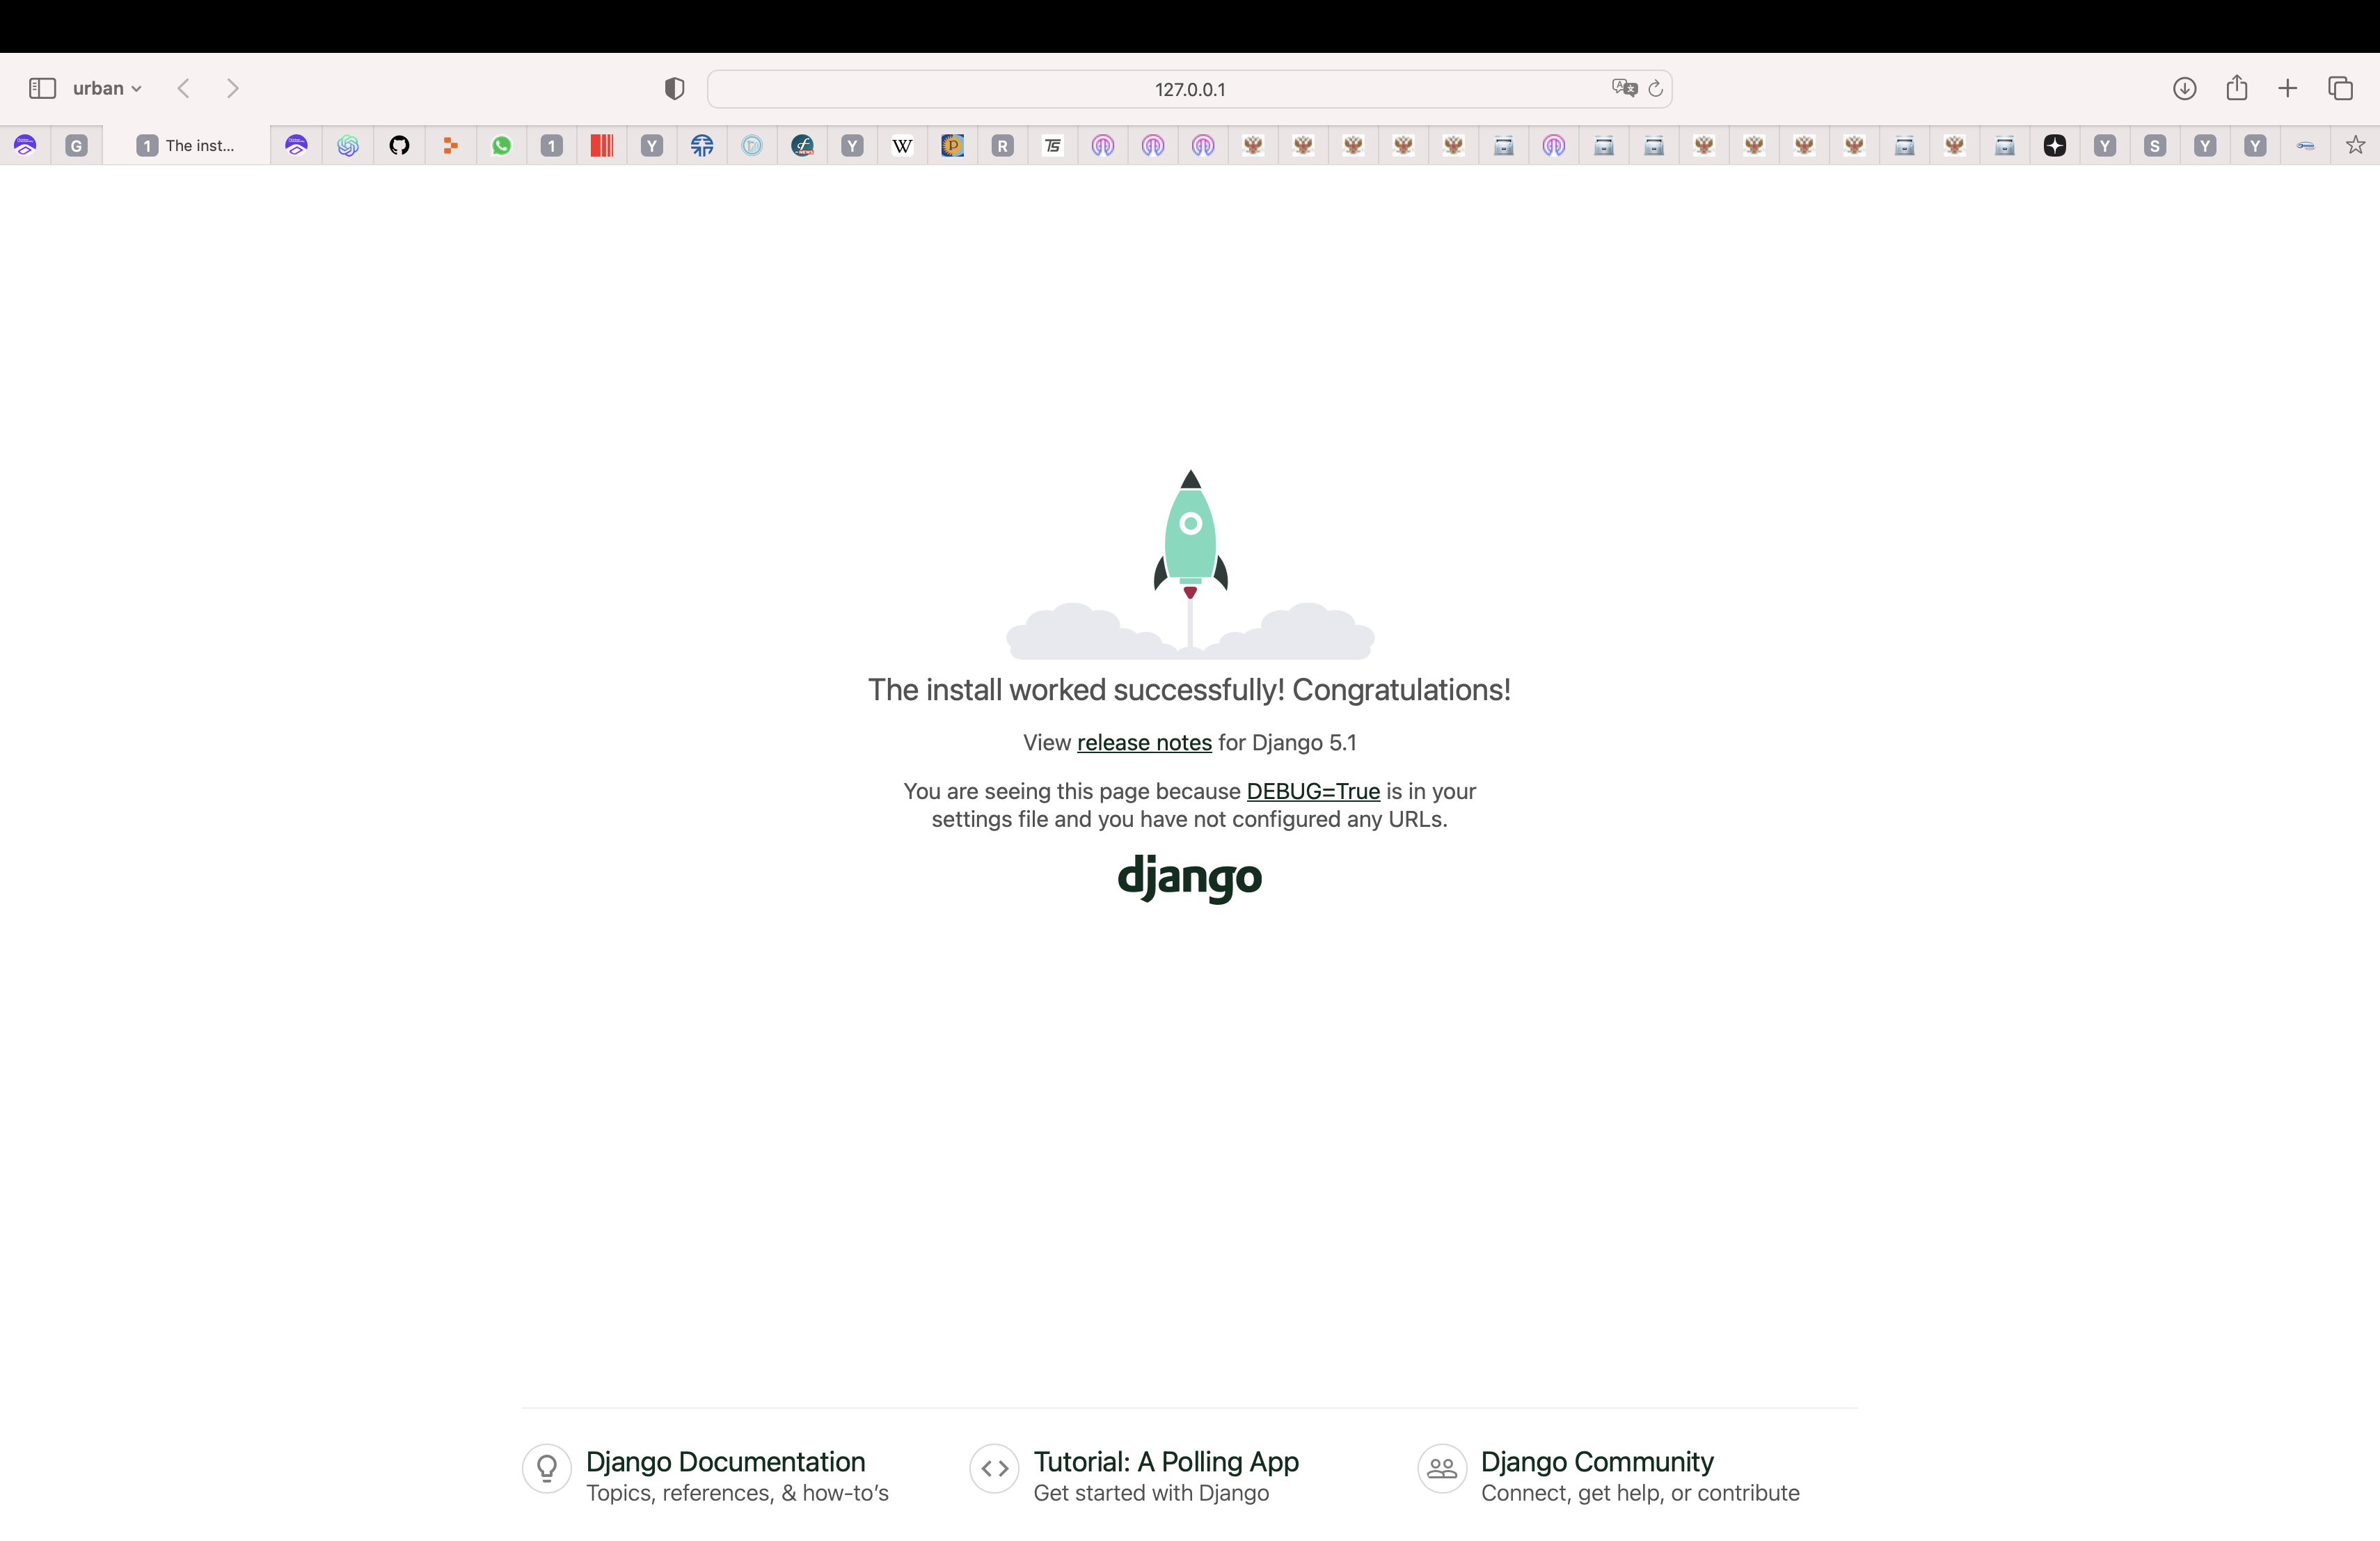 urban
127.0.0.1
G
1 The inst...
1
Y
Y
W
P
R
TS
Y
S
Y
Y
The install worked successfully! Congratulations!
View release notes for Django 5.1
You are seeing this page because DEBUG=True is in your
settings file and you have not configured any URLs.
django
Django Documentation
Topics, references, & how-to’s
Tutorial: A Polling App
Get started with Django
Django Community
Connect, get help, or contribute